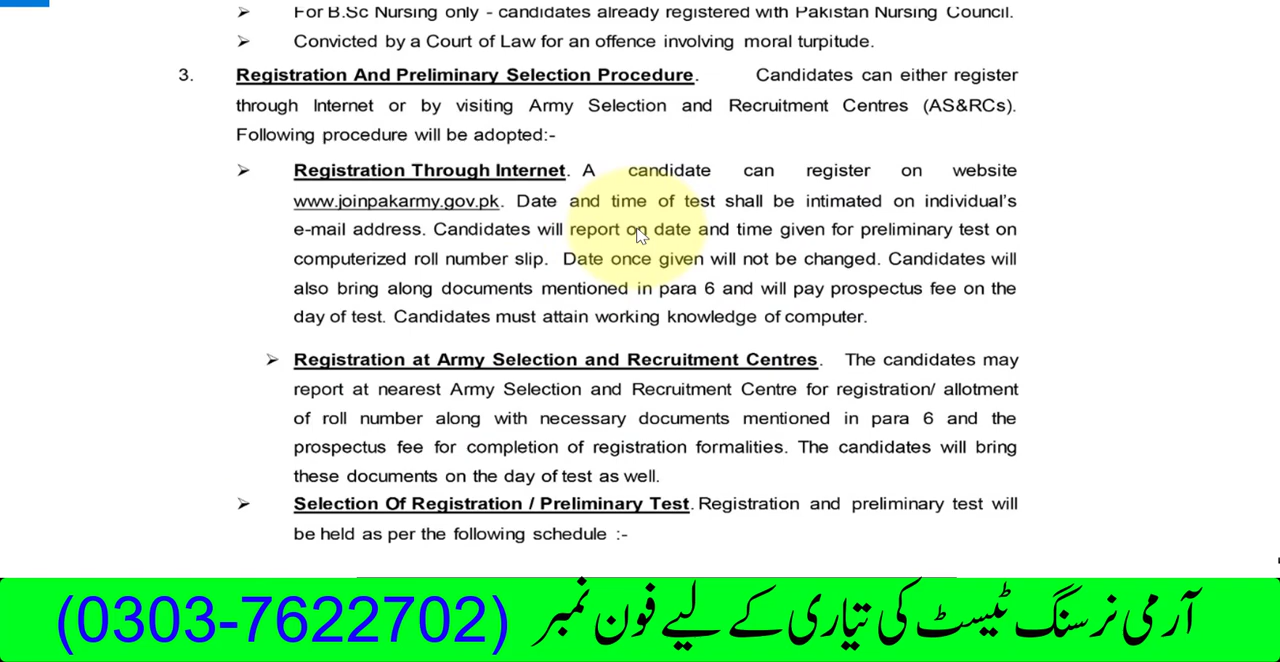 ➢ For B.Sc Nursing only - candidates already registered with Pakistan Nursing Council.
➢ Convicted by a Court of Law for an offence involving moral turpitude.
3. Registration And Preliminary Selection Procedure. Candidates can either register
through Internet or by visiting Army Selection and Recruitment Centres (AS&RCs).
Following procedure will be adopted:-
➢ Registration Through Internet. A candidate can register on website
www.joinpakarmy.gov.pk. Date and time of test shall be intimated on individual's
e-mail address. Candidates will report on date and time given for preliminary test on
computerized roll number slip. Date once given will not be changed. Candidates will
also bring along documents mentioned in para 6 and will pay prospectus fee on the
day of test. Candidates must attain working knowledge of computer.
➢ Registration at Army Selection and Recruitment Centres. The candidates may
report at nearest Army Selection and Recruitment Centre for registration/ allotment
of roll number along with necessary documents mentioned in para 6 and the
prospectus fee for completion of registration formalities. The candidates will bring
these documents on the day of test as well.
➢ Selection Of Registration / Preliminary Test. Registration and preliminary test will
be held as per the following schedule :-
آرمی نرسنگ ٹیسٹ کی تیاری کے لیے فون نمبر (0303-7622702)